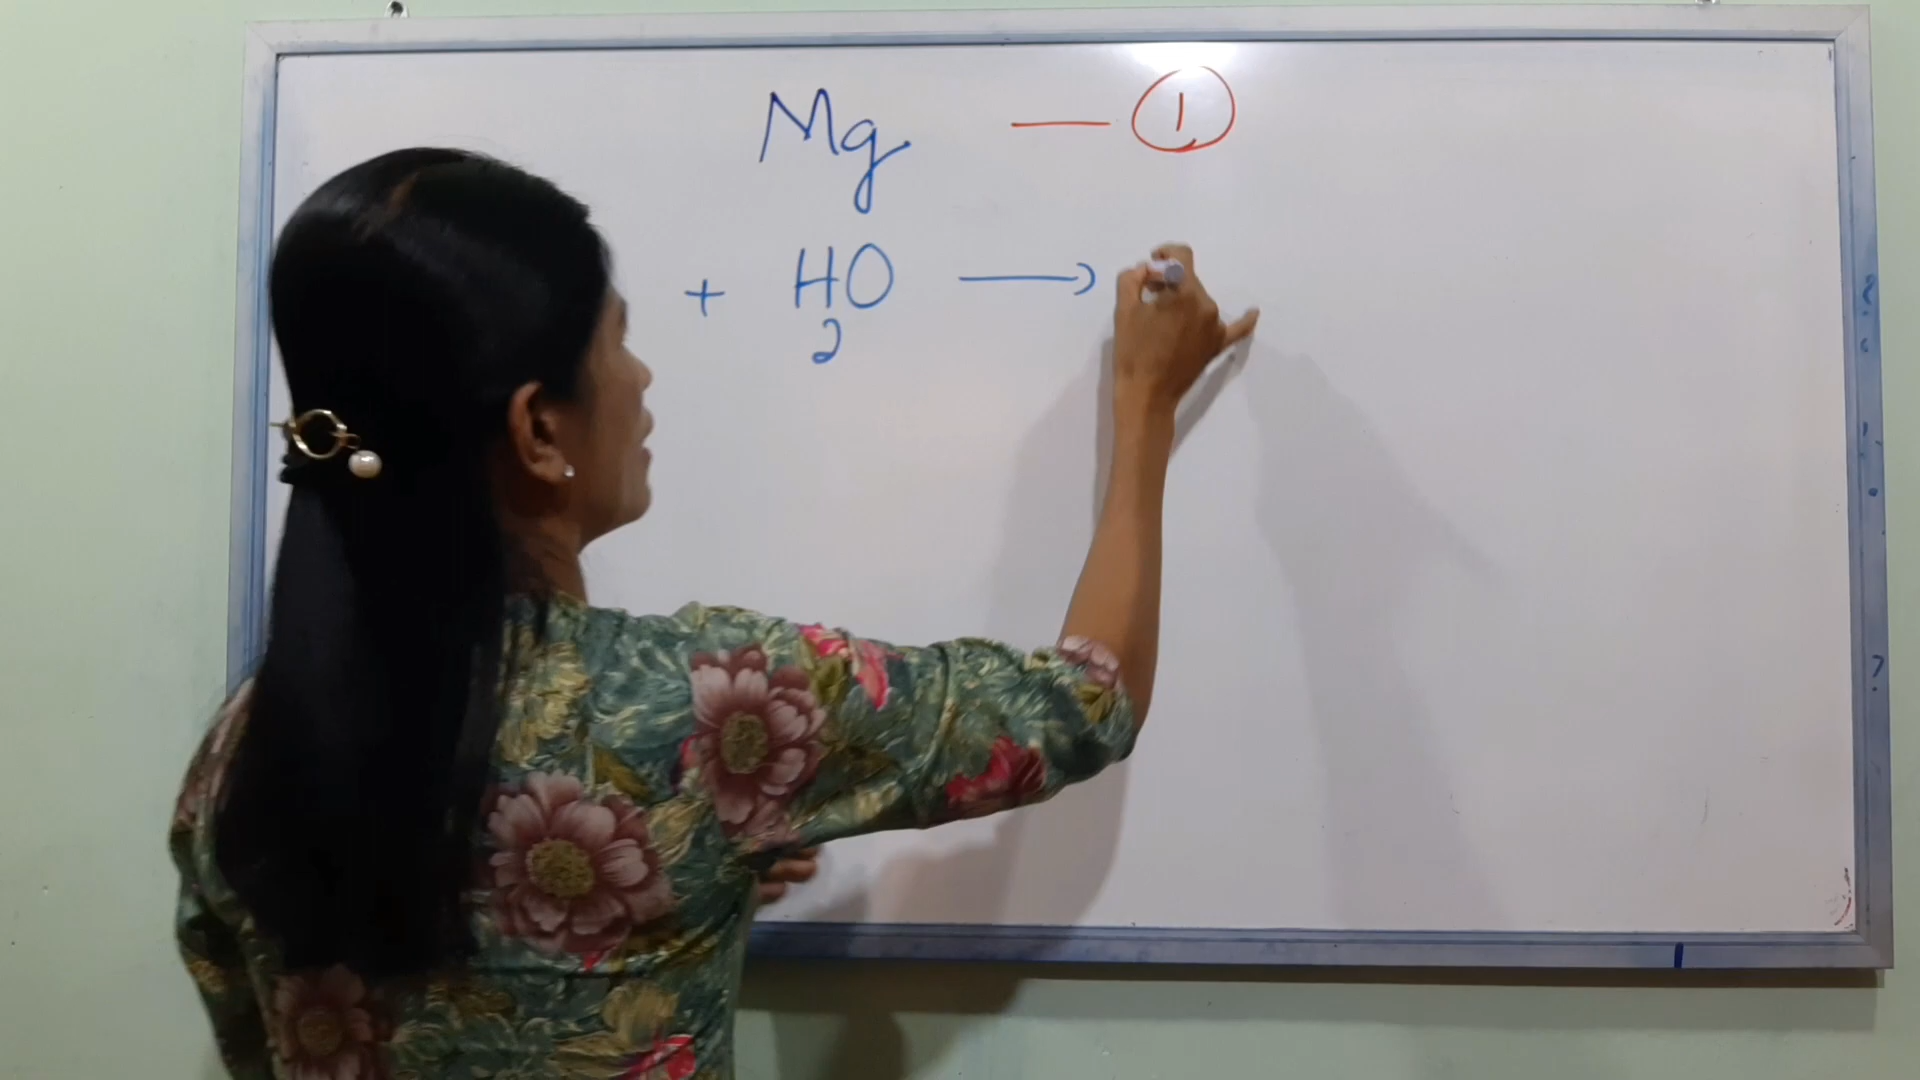 Mg — ①
+ H₂O →